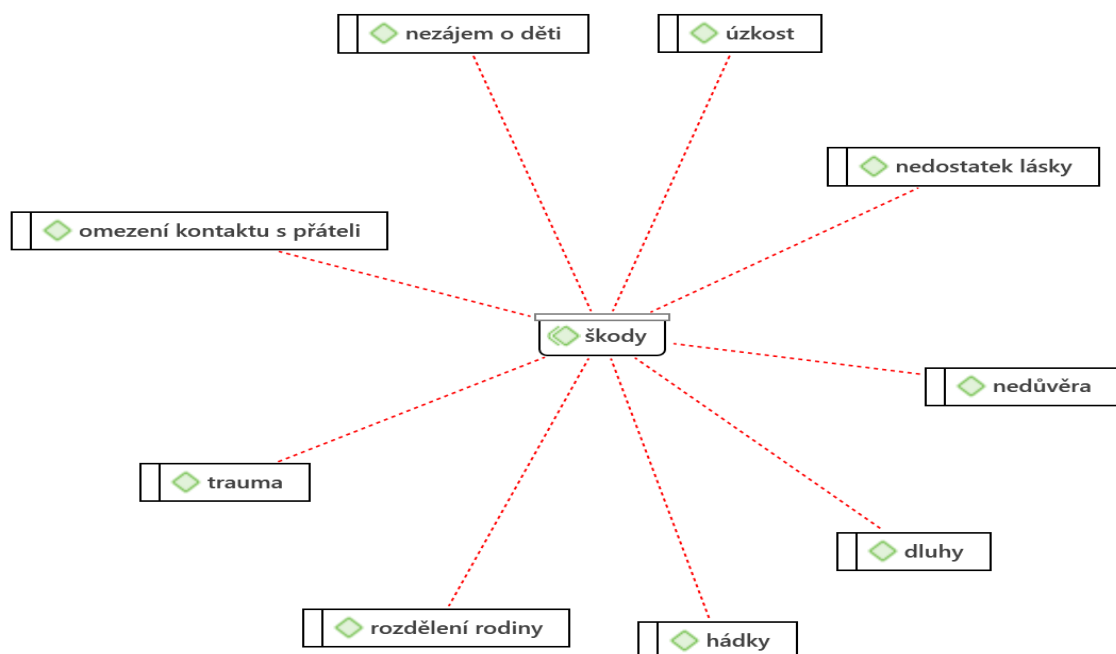 nezájem o děti
úzkost
nedostatek lásky
omezení kontaktu s přáteli
škody
nedůvěra
trauma
dluhy
rozdělení rodiny
hádky